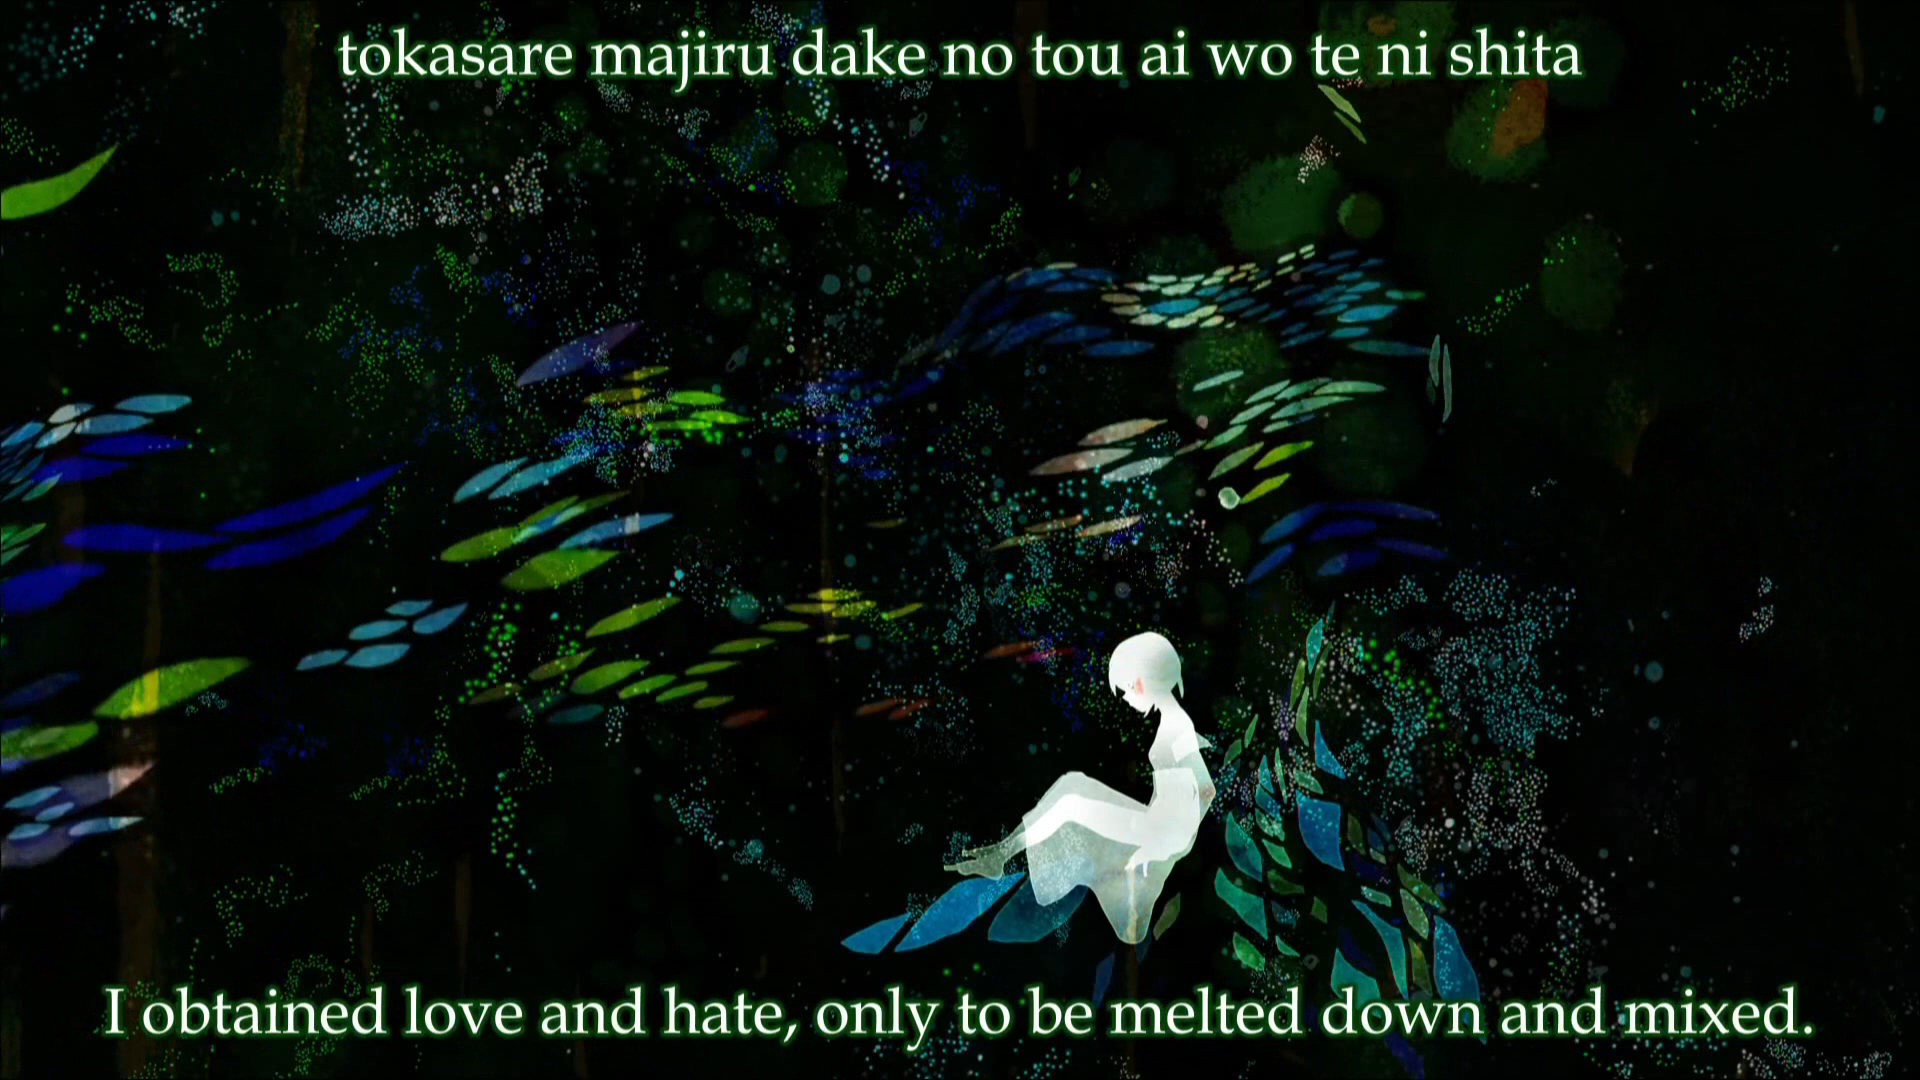 tokasare majiru dake no tou ai wo te ni shita
I obtained love and hate, only to be melted down and mixed.